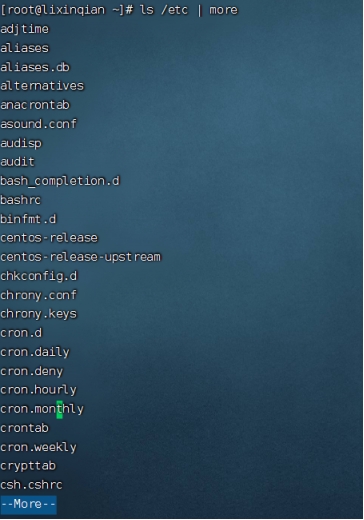 [root@lixinqian ~]# ls /etc | more
adjtime
aliases
aliases.db
alternatives
anacrontab
asound.conf
audisp
audit
bash_completion.d
bashrc
binfmt.d
centos-release
centos-release-upstream
chkconfig.d
chrony.conf
chrony.keys
cron.d
cron.daily
cron.deny
cron.hourly
cron.monthly
crontab
cron.weekly
crypttab
csh.cshrc
--More--